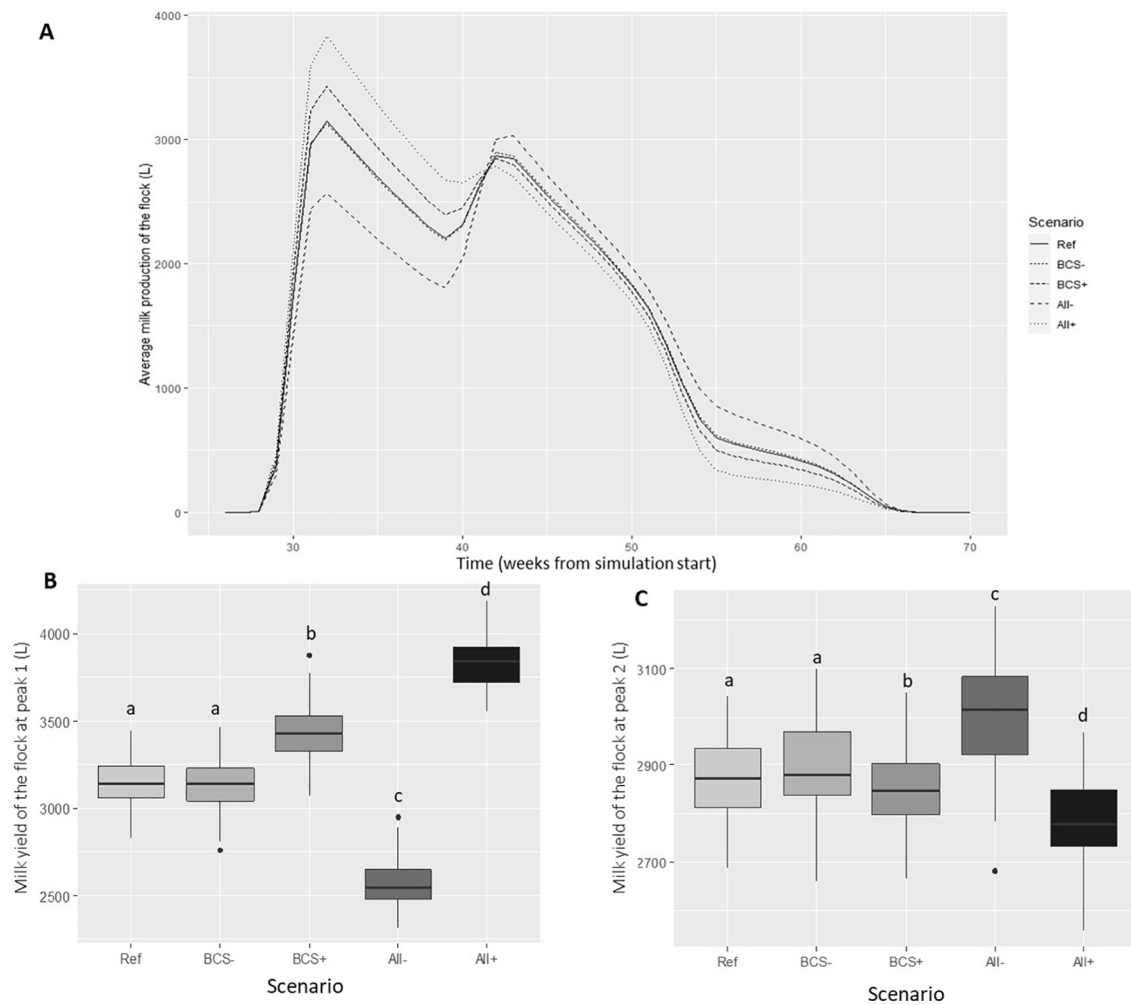 A
Average milk production of the flock (L)
4000
3000
2000
1000
0
30
40
50
60
70
Time (weeks from simulation start)
Scenario
Ref
BCS-
BCS+
All-
All+
B
Milk yield of the flock at peak 1 (L)
4000
3500
3000
2500
a
a
b
c
d
Ref
BCS-
BCS+
All-
All+
Scenario
C
Milk yield of the flock at peak 2 (L)
3100
2900
2700
a
a
b
c
d
Ref
BCS-
BCS+
All-
All+
Scenario